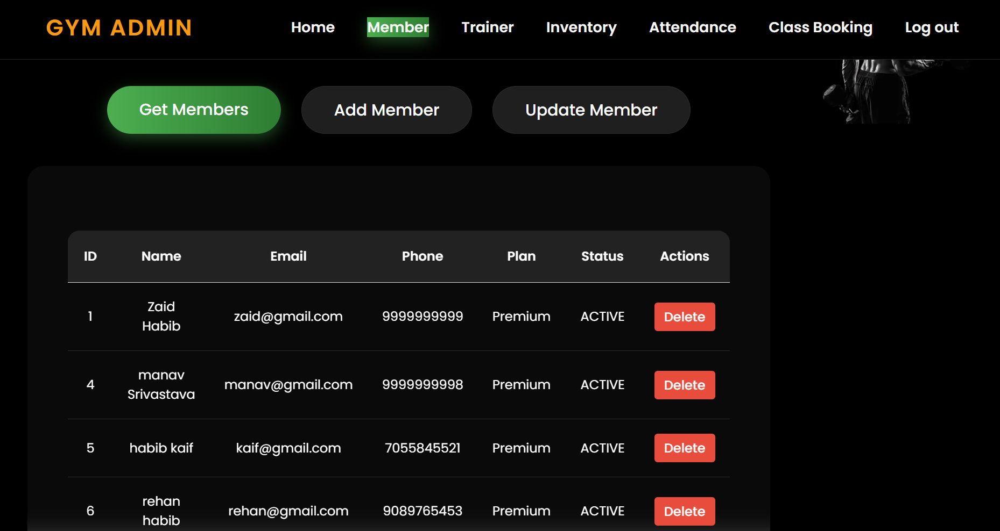 GYM ADMIN Home Member Trainer Inventory Attendance Class Booking Log out
Get Members Add Member Update Member
ID Name Email Phone Plan Status Actions
1 Zaid Habib zaid@gmail.com 9999999999 Premium ACTIVE Delete
4 manav Srivastava manav@gmail.com 9999999998 Premium ACTIVE Delete
5 habib kaif kaif@gmail.com 7055845521 Premium ACTIVE Delete
6 rehan habib rehan@gmail.com 9089765453 Premium ACTIVE Delete